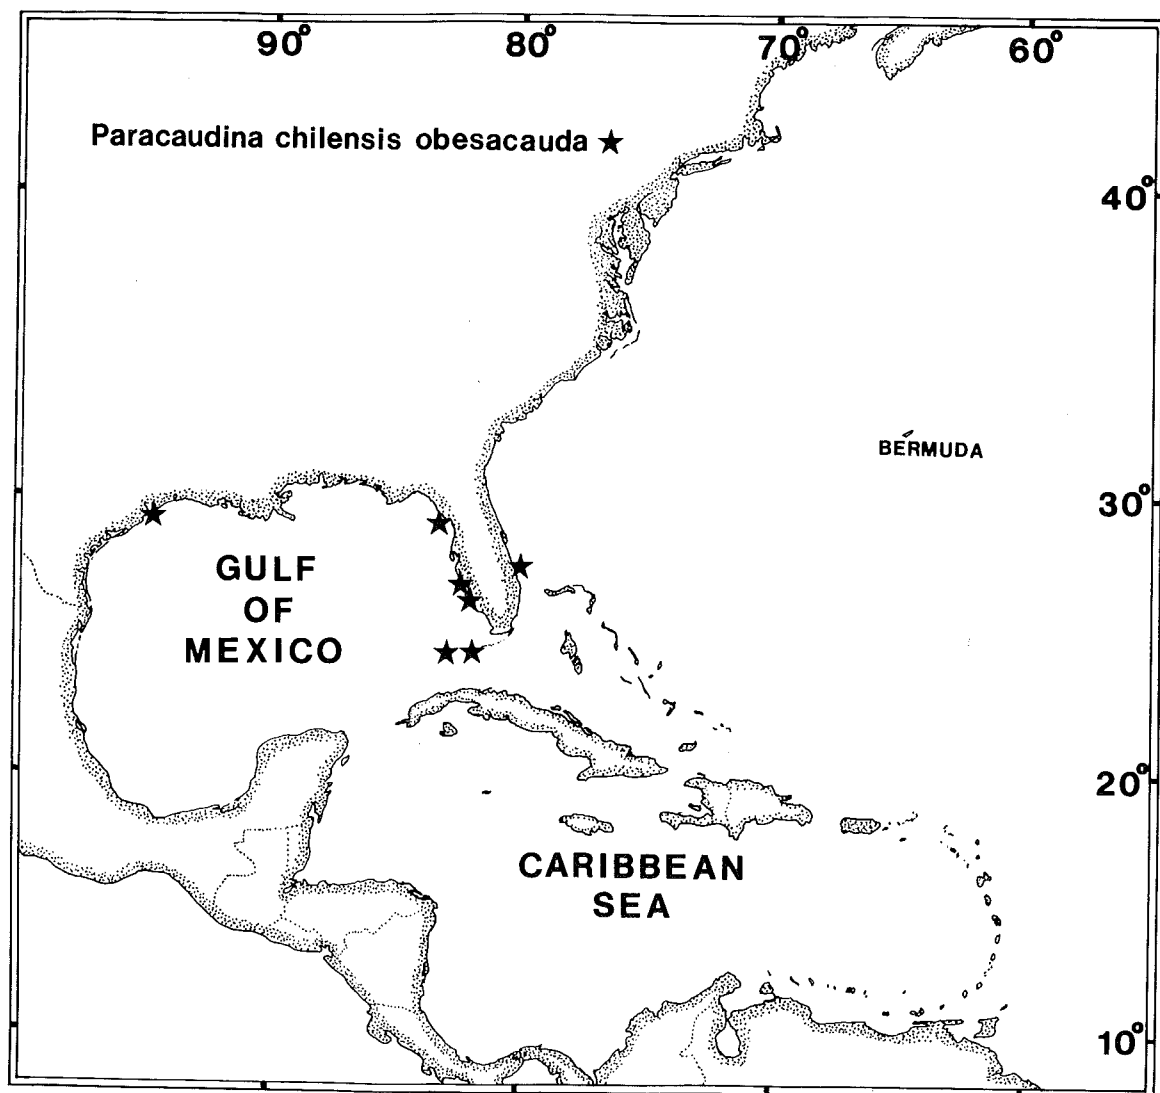 90° 80° 70° 60°
Paracaudina chilensis obesacauda ★
40°
BERMUDA
30°
GULF
OF
MEXICO
20°
CARIBBEAN
SEA
10°